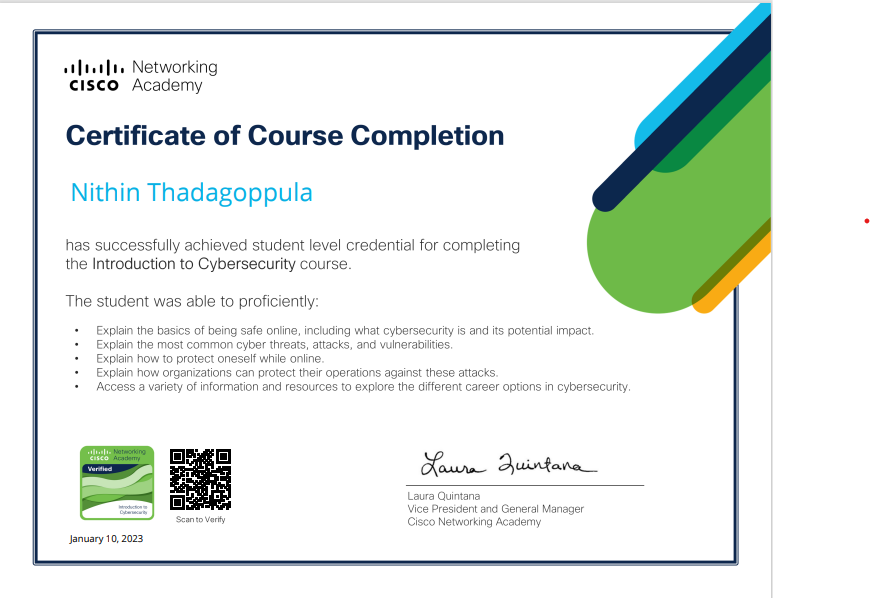 Networking
Academy
CISCO
Certificate of Course Completion
Nithin Thadagoppula
has successfully achieved student level credential for completing
the Introduction to Cybersecurity course.
The student was able to proficiently:
• Explain the basics of being safe online, including what cybersecurity is and its potential impact.
• Explain the most common cyber threats, attacks, and vulnerabilities.
• Explain how to protect oneself while online.
• Explain how organizations can protect their operations against these attacks.
• Access a variety of information and resources to explore the different career options in cybersecurity.
Networking
Academy
CISCO
Verified
Introduction to
Cybersecurity
Scan to Verify
January 10, 2023
Laura Quintana
Laura Quintana
Vice President and General Manager
Cisco Networking Academy